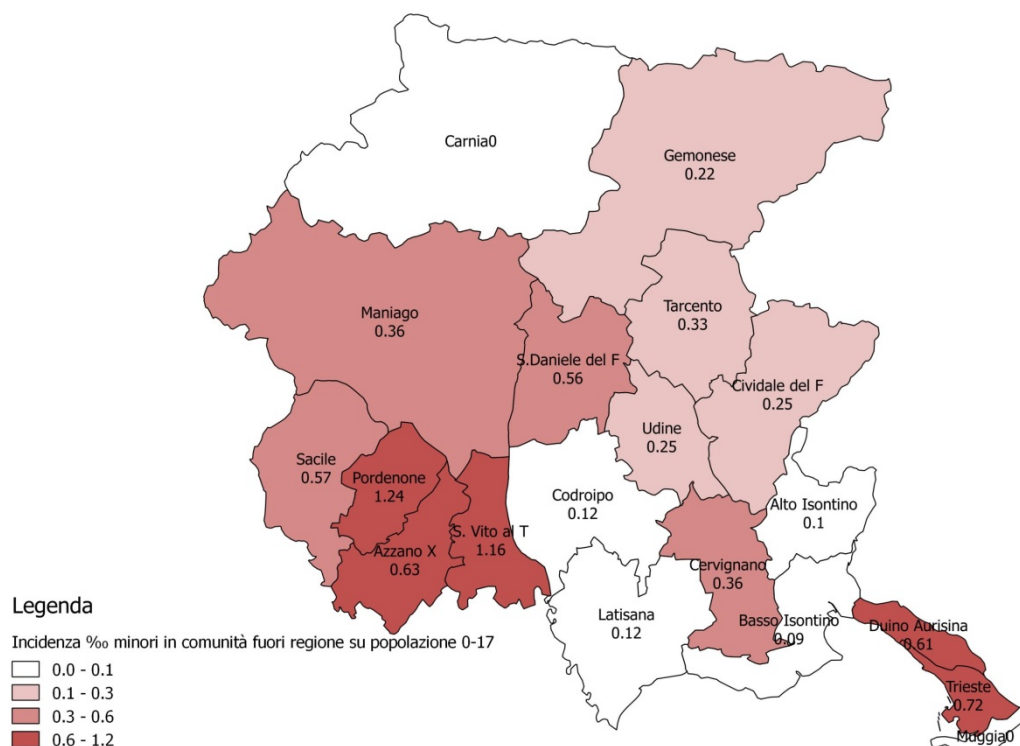 Carnia0
Gemonese
0.22
Maniago
0.36
Tarcento
0.33
S.Daniele del F
0.56
Cividale del F
0.25
Udine
0.25
Sacile
0.57
Pordenone
1.24
Codroipo
0.12
Alto Isontino
0.1
S. Vito al T
1.16
Azzano X
0.63
Cervignano
0.36
Latisana
0.12
Basso Isontino
0.09
Duino Aurisina
0.61
Trieste
0.72
Muggia0
Legenda
Incidenza ‰ minori in comunità fuori regione su popolazione 0-17
0.0 - 0.1
0.1 - 0.3
0.3 - 0.6
0.6 - 1.2